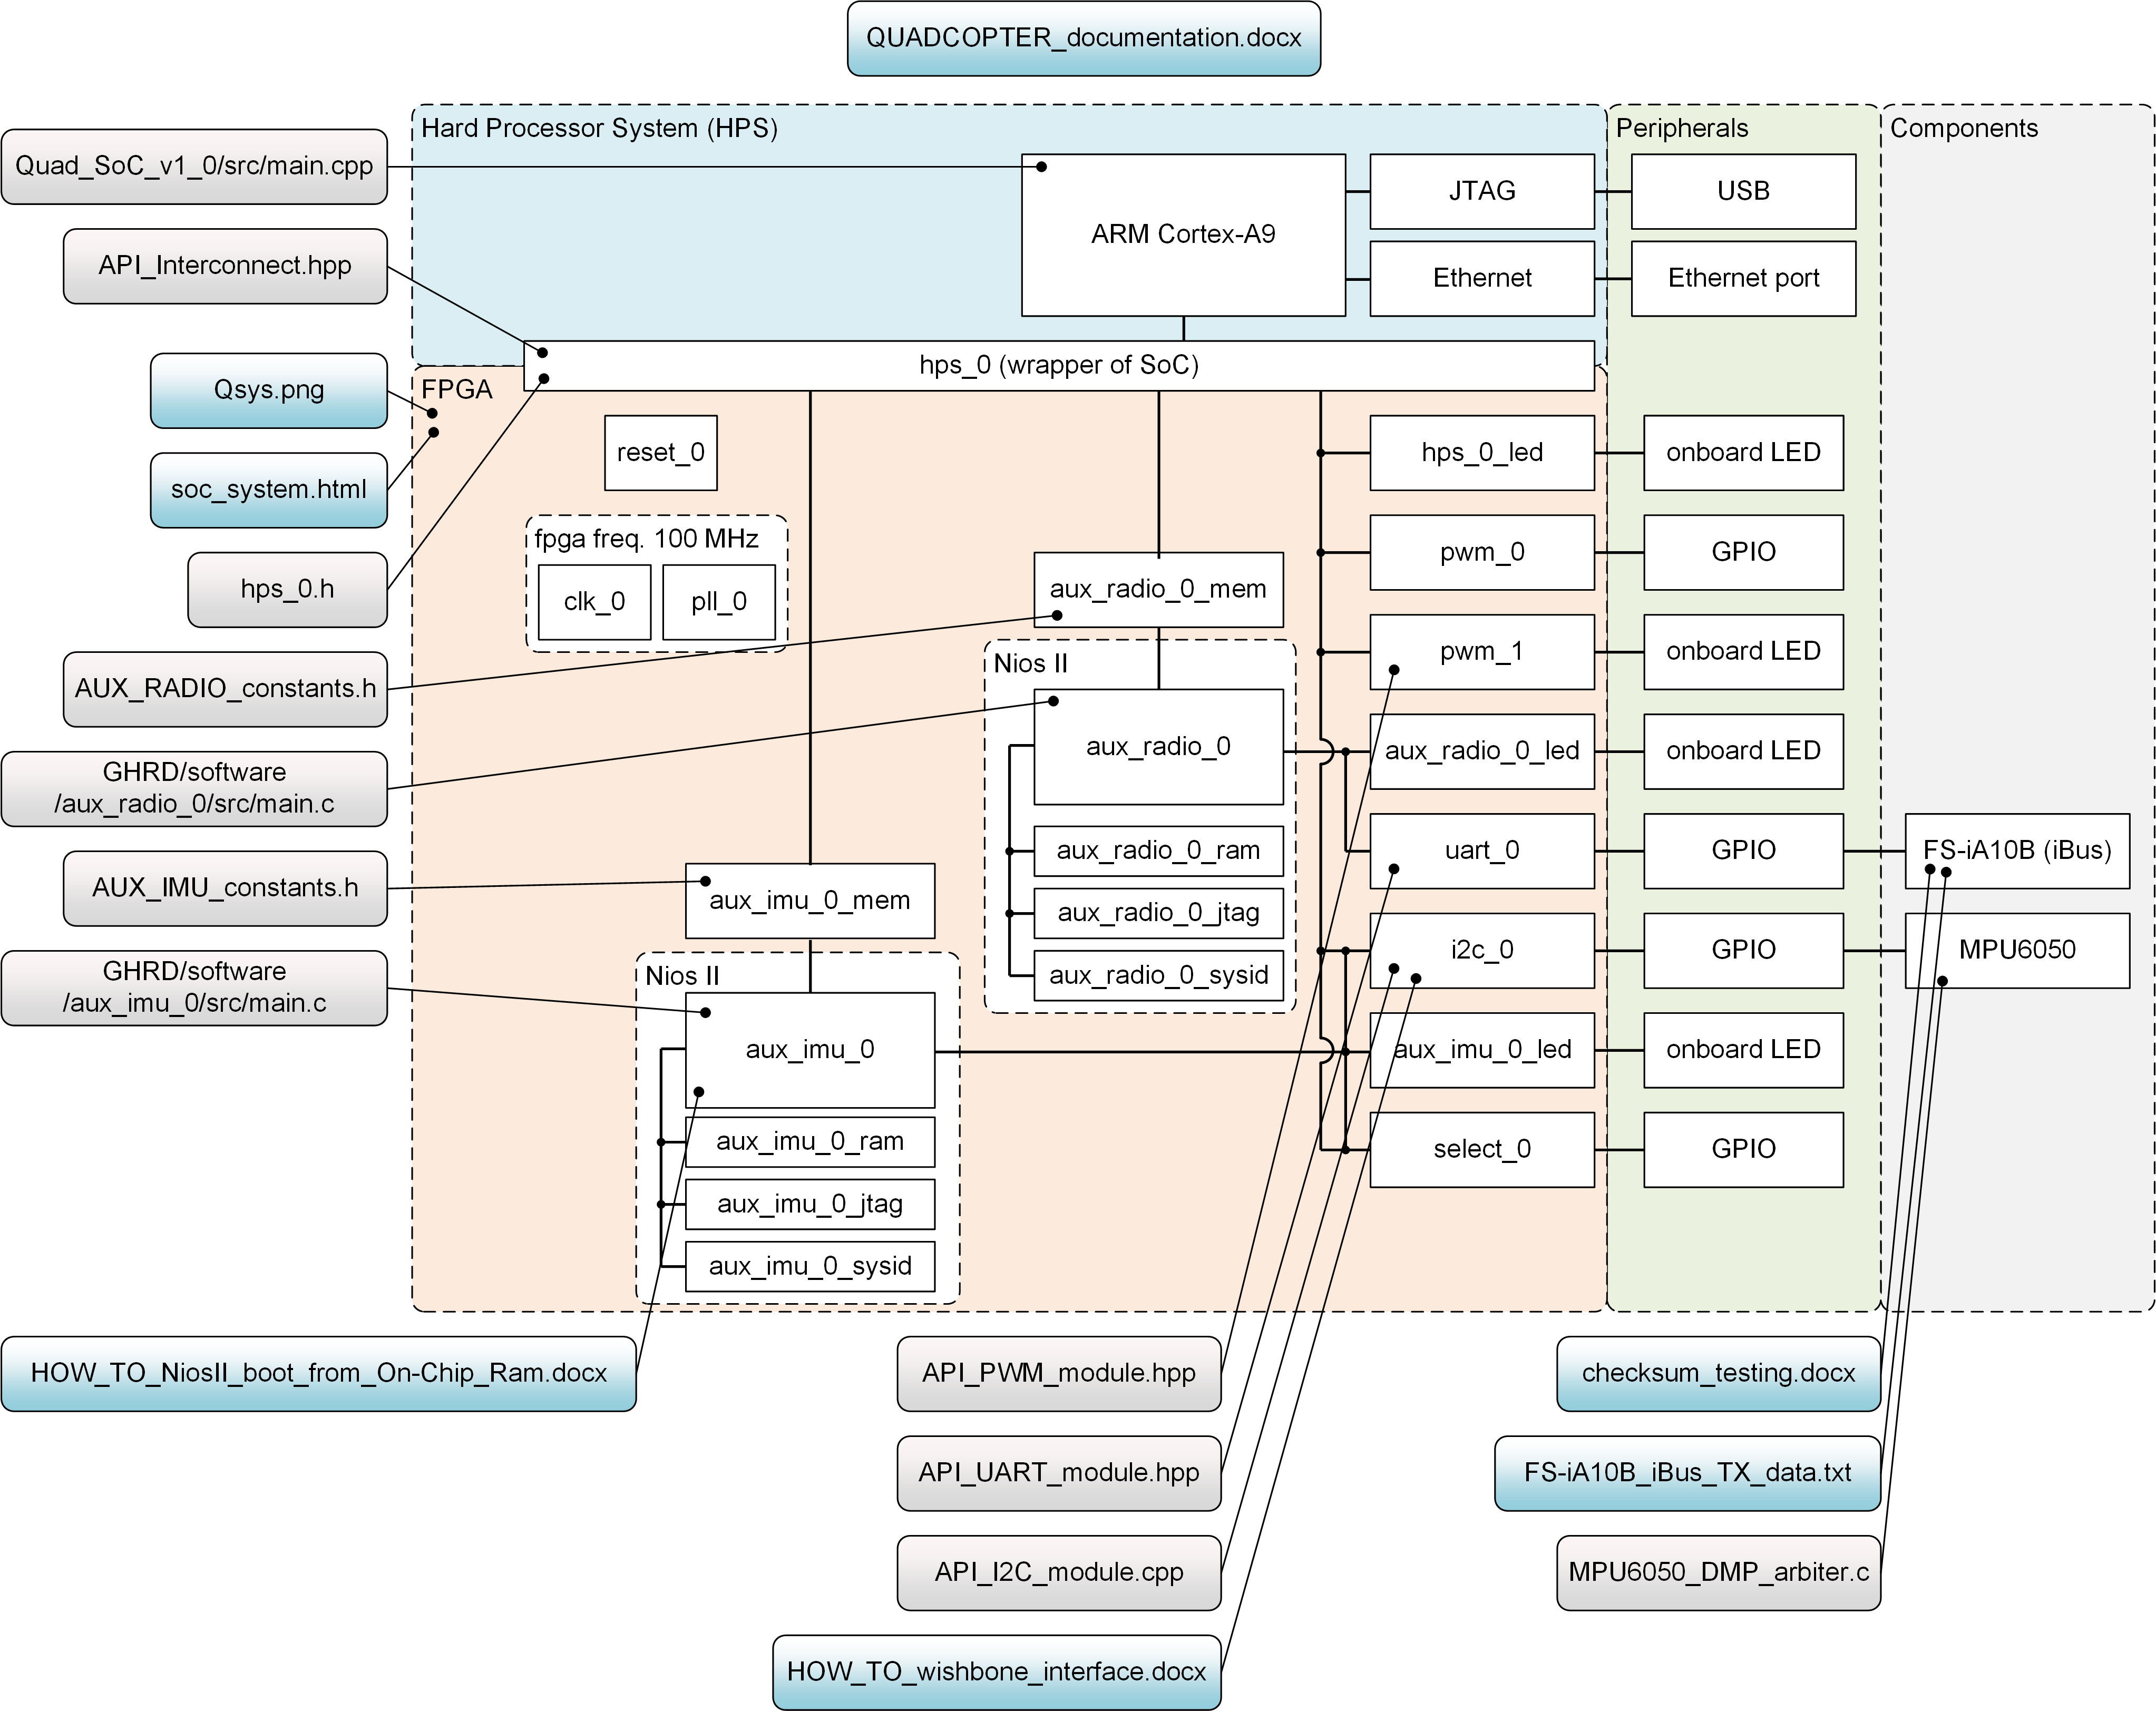 QUADCOPTER_documentation.docx
Hard Processor System (HPS)
Peripherals
Components
Quad_SoC_v1_0/src/main.cpp
ARM Cortex-A9
JTAG
USB
API_Interconnect.hpp
Ethernet
Ethernet port
hps_0 (wrapper of SoC)
Qsys.png
FPGA
soc_system.html
reset_0
hps_0_led
onboard LED
fpga freq. 100 MHz
clk_0
pll_0
pwm_0
GPIO
hps_0.h
aux_radio_0_mem
AUX_RADIO_constants.h
Nios II
pwm_1
onboard LED
GHRD/software
/aux_radio_0/src/main.c
aux_radio_0
aux_radio_0_led
onboard LED
aux_radio_0_ram
uart_0
GPIO
FS-iA10B (iBus)
AUX_IMU_constants.h
aux_imu_0_mem
aux_radio_0_jtag
aux_radio_0_sysid
i2c_0
GPIO
MPU6050
GHRD/software
/aux_imu_0/src/main.c
Nios II
aux_imu_0
aux_imu_0_led
onboard LED
aux_imu_0_ram
select_0
GPIO
aux_imu_0_jtag
aux_imu_0_sysid
HOW_TO_NiosII_boot_from_On-Chip_Ram.docx
API_PWM_module.hpp
checksum_testing.docx
API_UART_module.hpp
FS-iA10B_iBus_TX_data.txt
API_I2C_module.cpp
MPU6050_DMP_arbiter.c
HOW_TO_wishbone_interface.docx